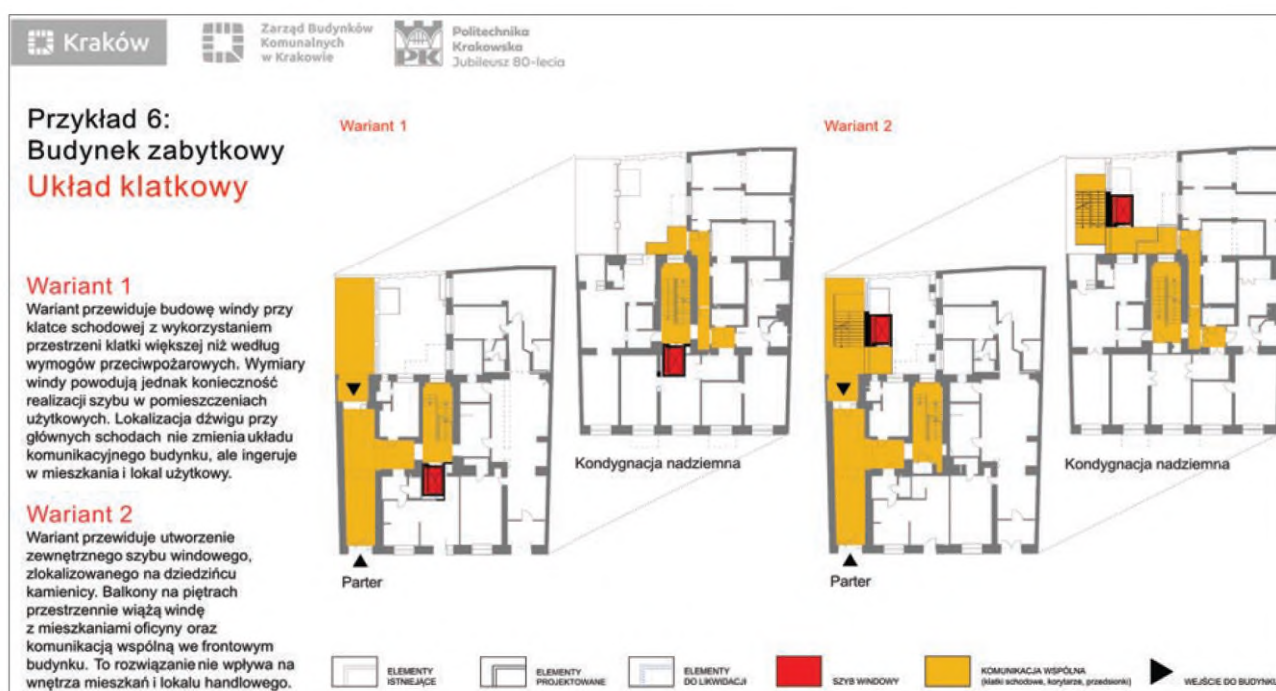 Kraków
Zarząd Budynków
Komunalnych
w Krakowie
PK
Politechnika
Krakowska
Jubileusz 80-lecia
Przykład 6:
Budynek zabytkowy
Układ klatkowy
Wariant 1
Wariant przewiduje budowę windy przy
klatce schodowej z wykorzystaniem
przestrzeni klatki większej niż według
wymogów przeciwpożarowych. Wymiary
windy powodują jednak konieczność
realizacji szybu w pomieszczeniach
użytkowych. Lokalizacja dźwigu przy
głównych schodach nie zmienia układu
komunikacyjnego budynku, ale ingeruje
w mieszkania i lokal użytkowy.
Wariant 2
Wariant przewiduje utworzenie
zewnętrznego szybu windowego,
zlokalizowanego na dziedzińcu
kamienicy. Balkony na piętrach
przestrzennie wiążą windę
z mieszkaniami oficyny oraz
komunikacją wspólną we frontowym
budynku. To rozwiązanie nie wpływa na
wnętrza mieszkań i lokalu handlowego.
Wariant 1
Kondygnacja nadziemna
Parter
Wariant 2
Kondygnacja nadziemna
Parter
ELEMENTY
ISTNIEJĄCE
ELEMENTY
PROJEKTOWANE
ELEMENTY
DO LIKWIDACJI
SZYB WINDOWY
KOMUNIKACJA WSPÓLNA
(klatki schodowe, korytarze, przedsionki)
WEJŚCIE DO BUDYNKU